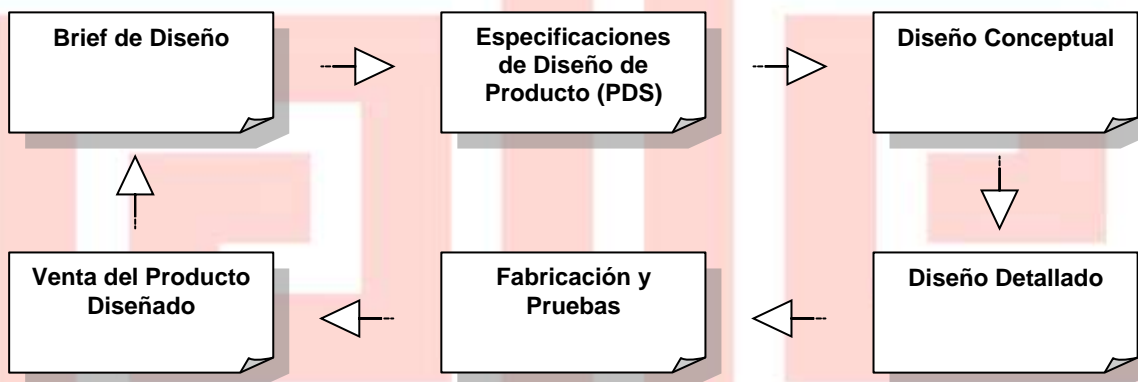 Brief de Diseño
Especificaciones
de Diseño de
Producto (PDS)
Diseño Conceptual
Venta del Producto
Diseñado
Fabricación y
Pruebas
Diseño Detallado